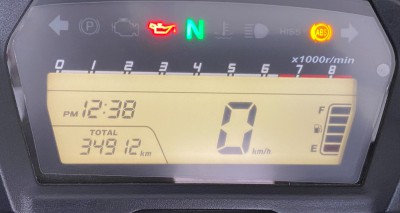 P N HISS ABS
x1000r/min
0 1 2 3 4 5 6 7 8
PM 12:38
TOTAL
34912 km
0 km/h
F
E